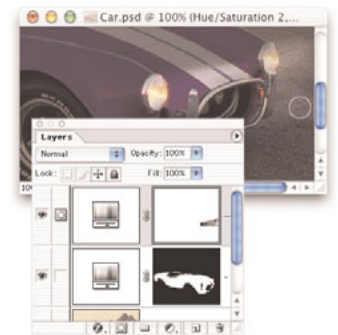 Car.psd @ 100% (Hue/Saturation 2,...
Layers
Normal
Opacity: 100%
Lock:
Fill: 100%